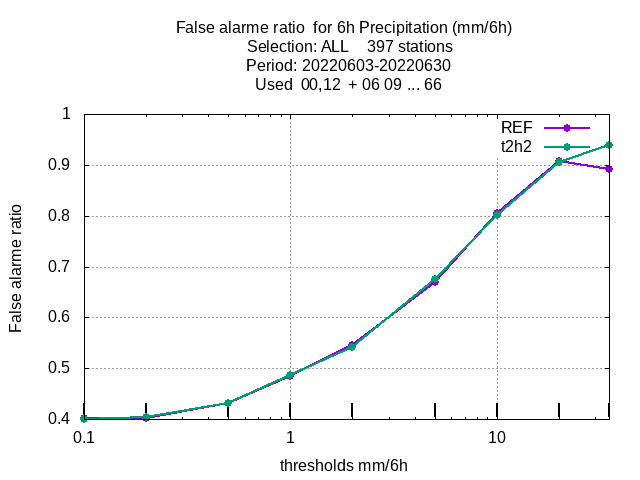 False alarme ratio  for 6h Precipitation (mm/6h)
Selection: ALL    397 stations
Period: 20220603-20220630
Used  00,12  + 06 09 ... 66
REF
t2h2
1
0.9
0.8
0.7
0.6
0.5
0.4
False alarme ratio
0.1
1
10
thresholds mm/6h